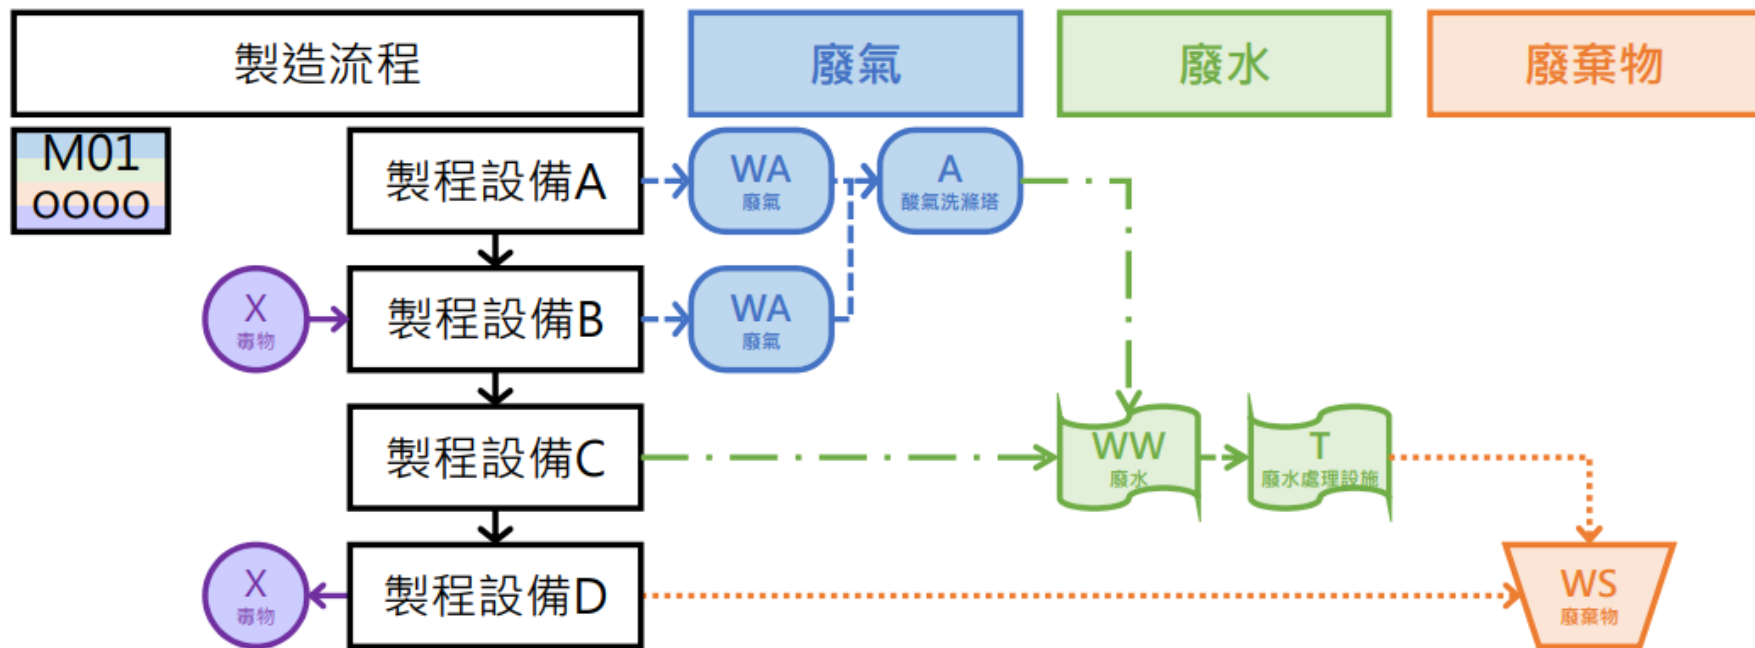 製造流程
廢氣
廢水
廢棄物
M01
oooo
製程設備A
WA
廢氣
A
酸氣洗滌塔
X
毒物
製程設備B
WA
廢氣
製程設備C
WW
廢水
T
廢水處理設施
X
毒物
製程設備D
WS
廢棄物